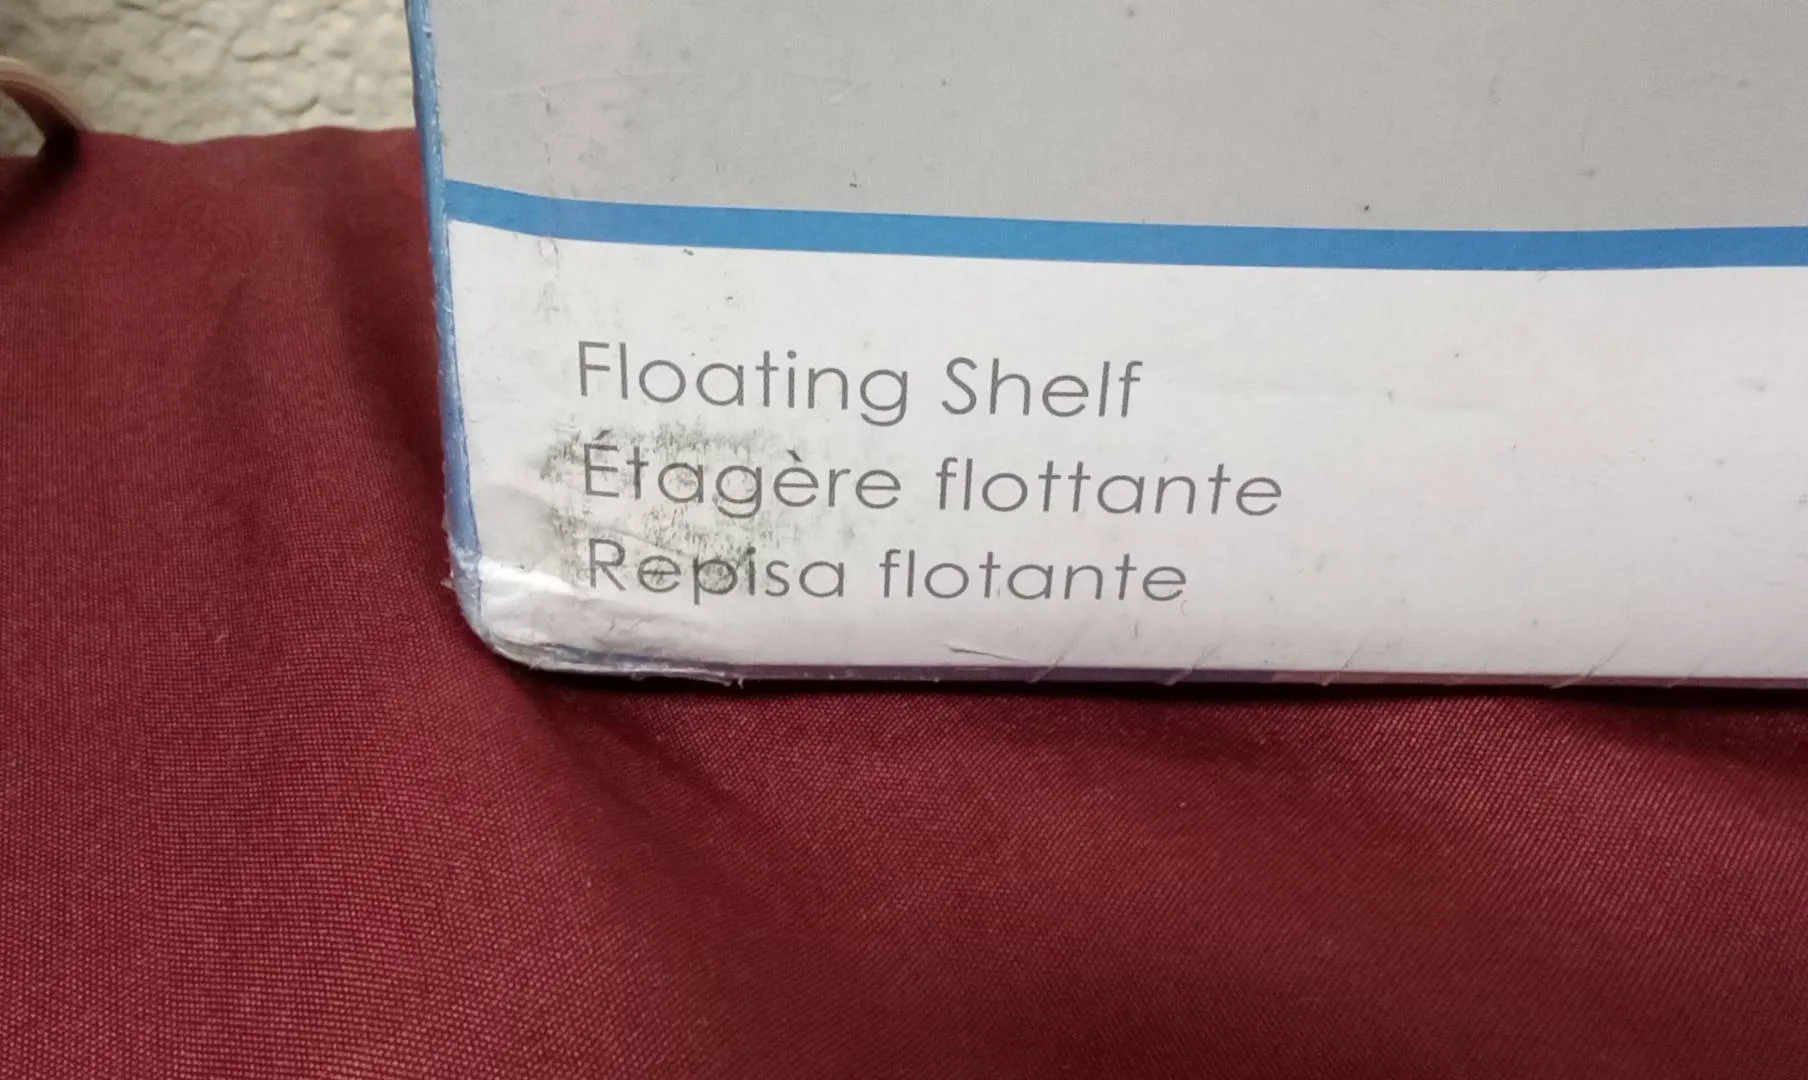 Floating Shelf
Étagère flottante
Repisa flotante